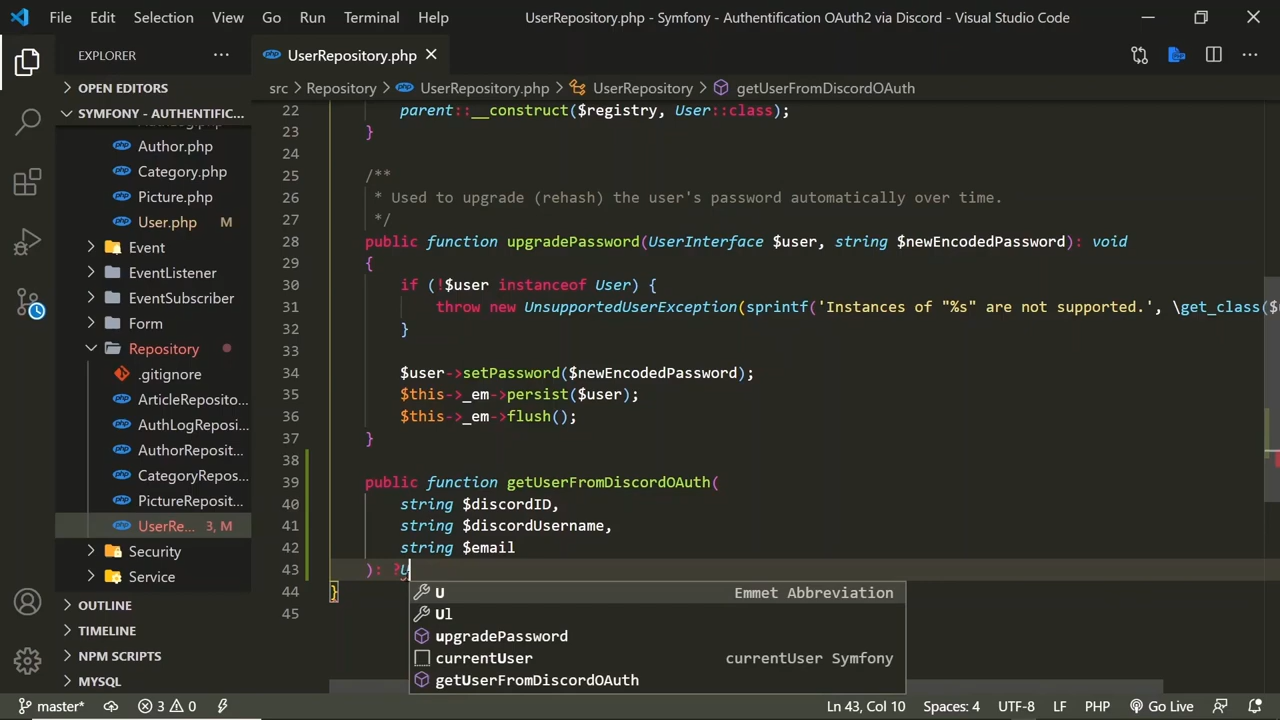 File Edit Selection View Go Run Terminal Help UserRepository.php - Symfony - Authentification OAuth2 via Discord - Visual Studio Code
EXPLORER ··· UserRepository.php
OPEN EDITORS
SYMFONY - AUTHENTIFIC...
Author.php
Category.php
Picture.php
User.php M
Event
EventListener
EventSubscriber
Form
Repository
.gitignore
ArticleReposito...
AuthLogReposi...
AuthorReposit...
CategoryRepos...
PictureReposit...
UserRe... 3, M
Security
Service
OUTLINE
TIMELINE
NPM SCRIPTS
MYSQL
src > Repository > UserRepository.php > UserRepository > getUserFromDiscordOAuth
22 parent::__construct($registry, User::class);
23 }
24
25 /**
26 * Used to upgrade (rehash) the user's password automatically over time.
27 */
28 public function upgradePassword(UserInterface $user, string $newEncodedPassword): void
29 {
30 if (!$user instanceof User) {
31 throw new UnsupportedUserException(sprintf('Instances of "%s" are not supported.', \get_class($u
32 }
33
34 $user->setPassword($newEncodedPassword);
35 $this->_em->persist($user);
36 $this->_em->flush();
37 }
38
39 public function getUserFromDiscordOAuth(
40 string $discordID,
41 string $discordUsername,
42 string $email
43 ): ?U
44 }
45
U Emmet Abbreviation
Ul
upgradePassword
currentUser currentUser Symfony
getUserFromDiscordOAuth
master* 3 0 Ln 43, Col 10 Spaces: 4 UTF-8 LF PHP Go Live